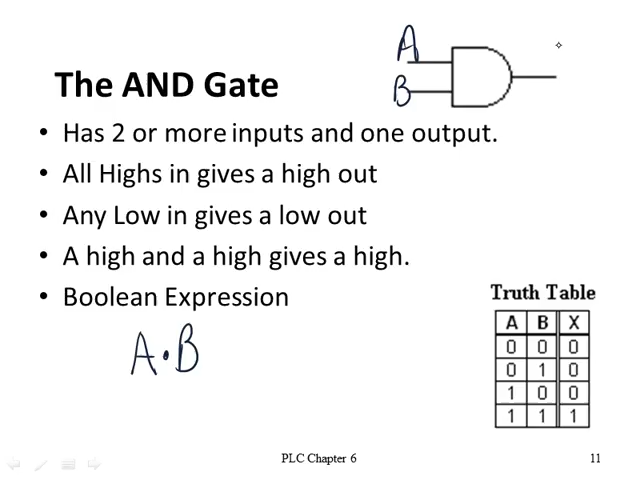 A
B
The AND Gate
• Has 2 or more inputs and one output.
• All Highs in gives a high out
• Any Low in gives a low out
• A high and a high gives a high.
• Boolean Expression
A·B
Truth Table
A B X
0 0 0
0 1 0
1 0 0
1 1 1
PLC Chapter 6
11